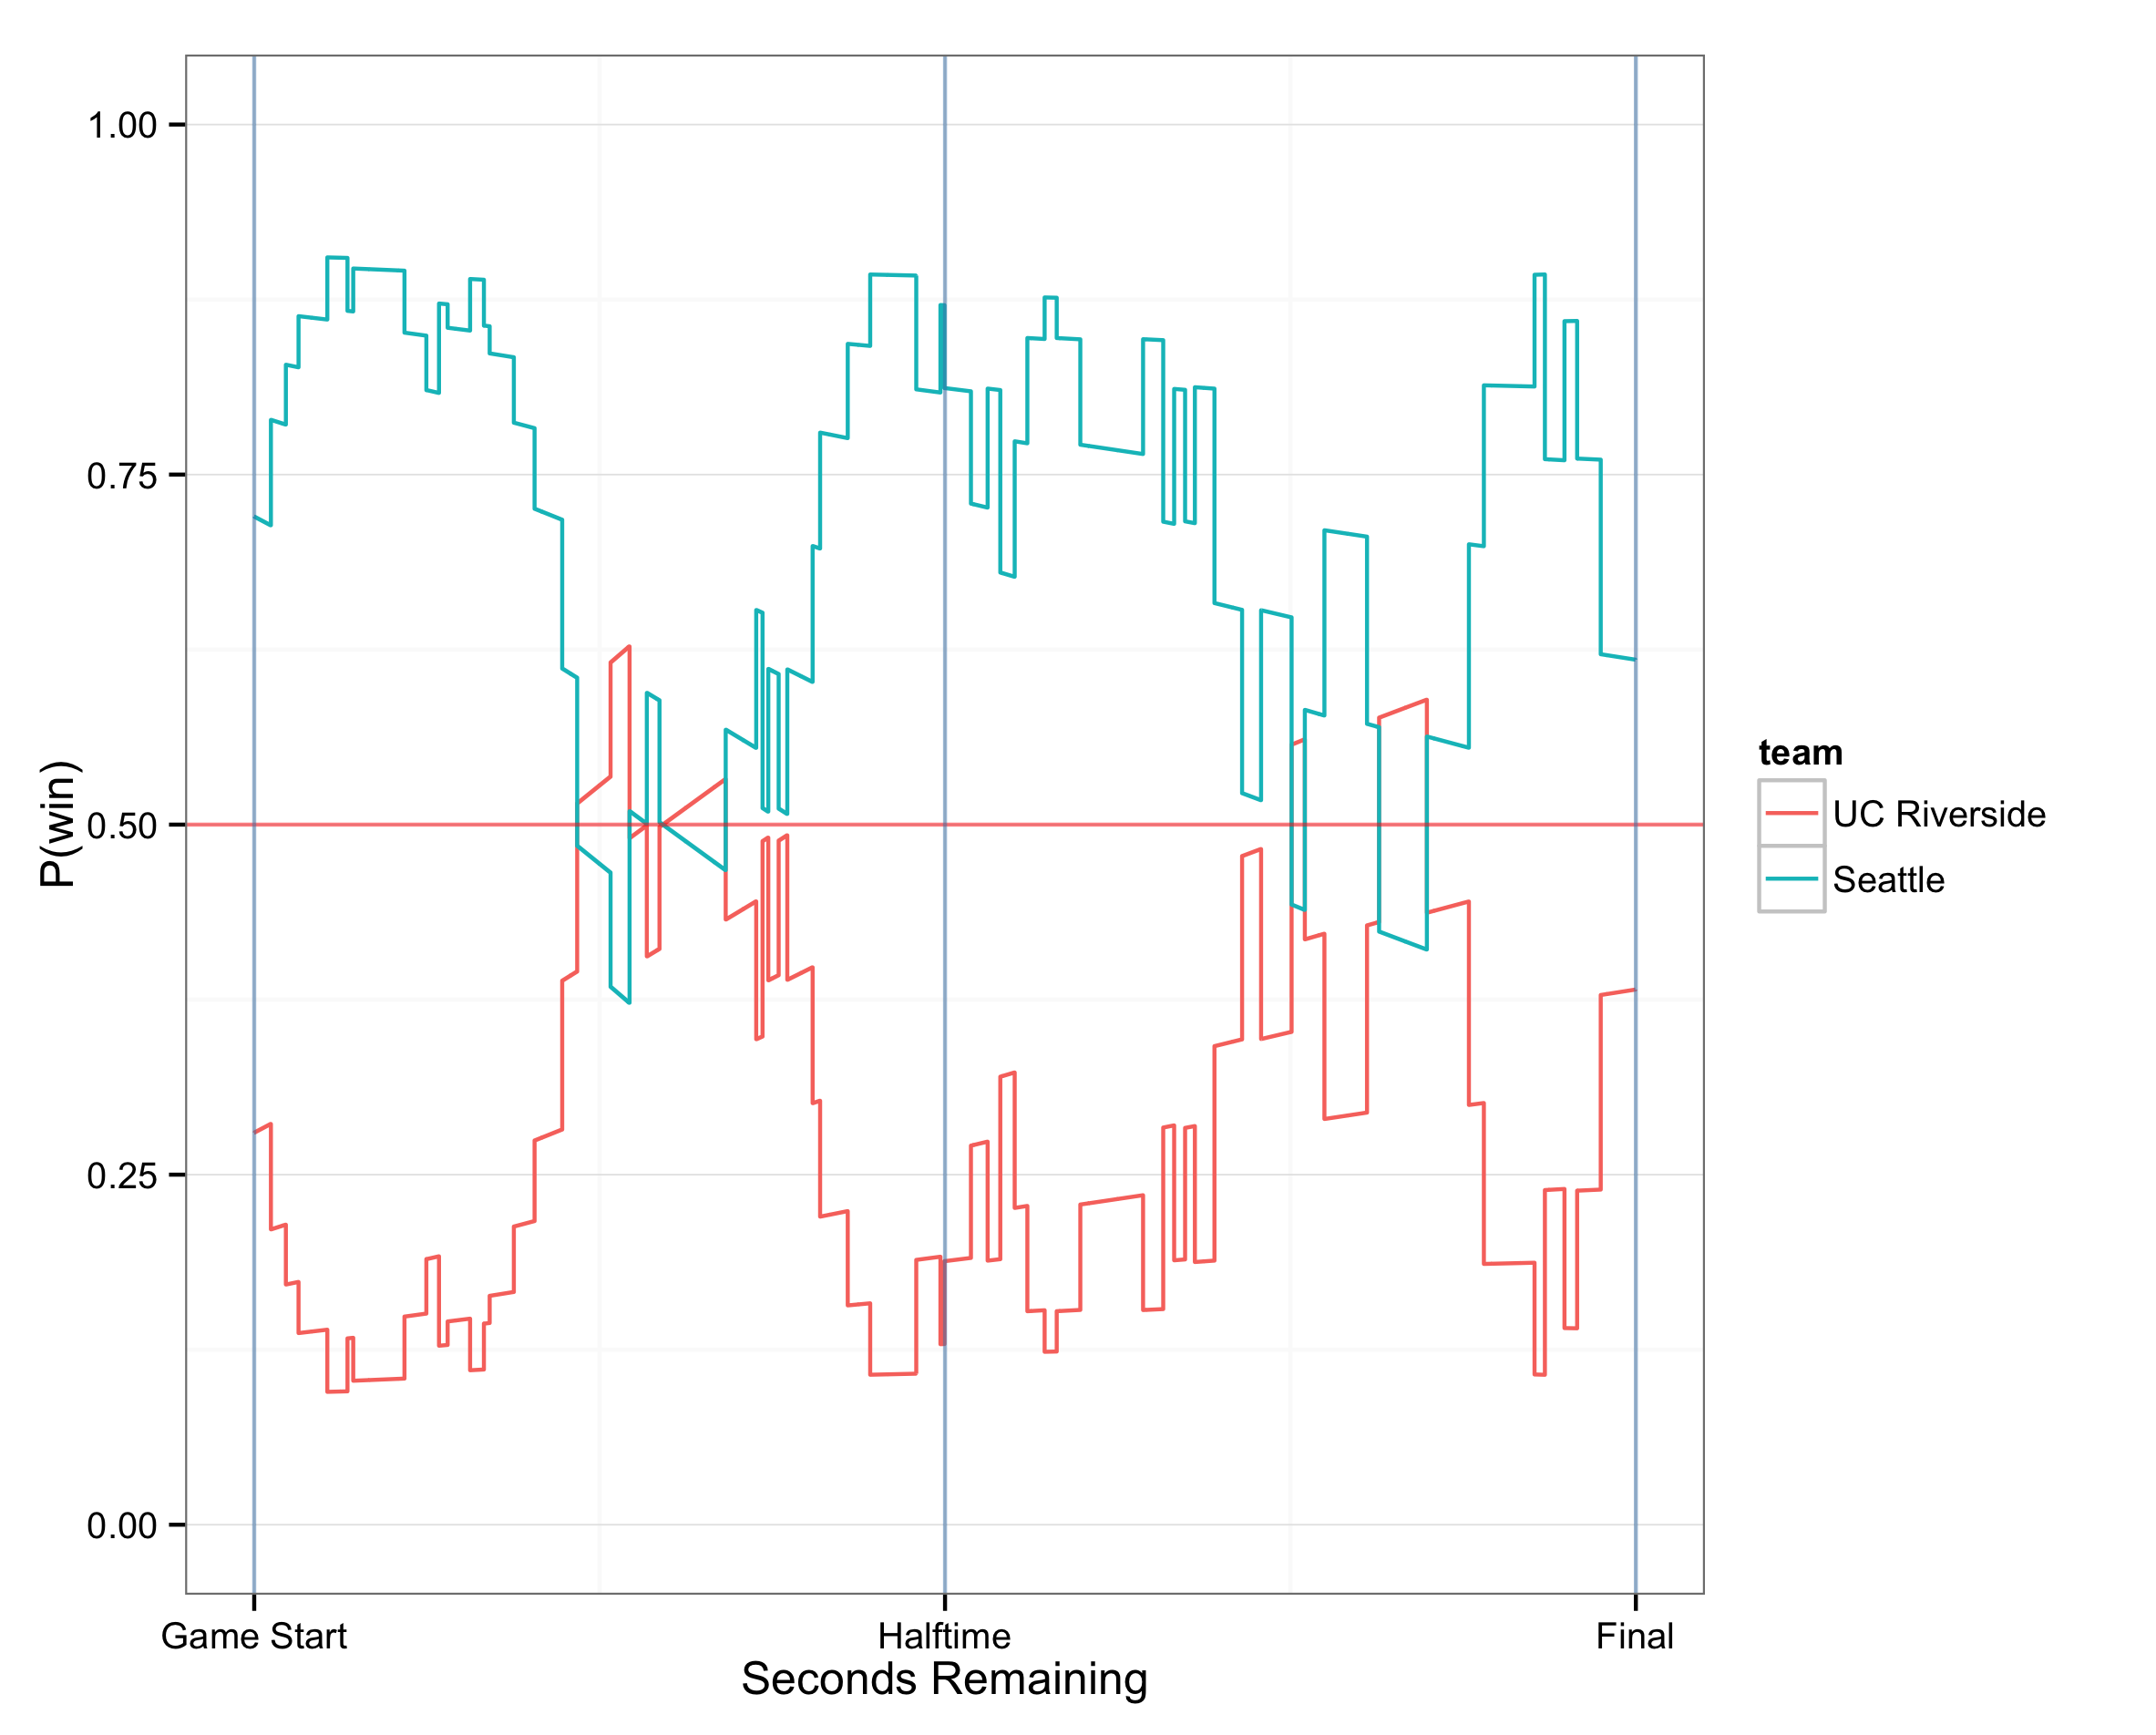 1.00
0.75
0.50
0.25
0.00
P(win)
Game Start
Halftime
Final
Seconds Remaining
team
UC Riverside
Seattle